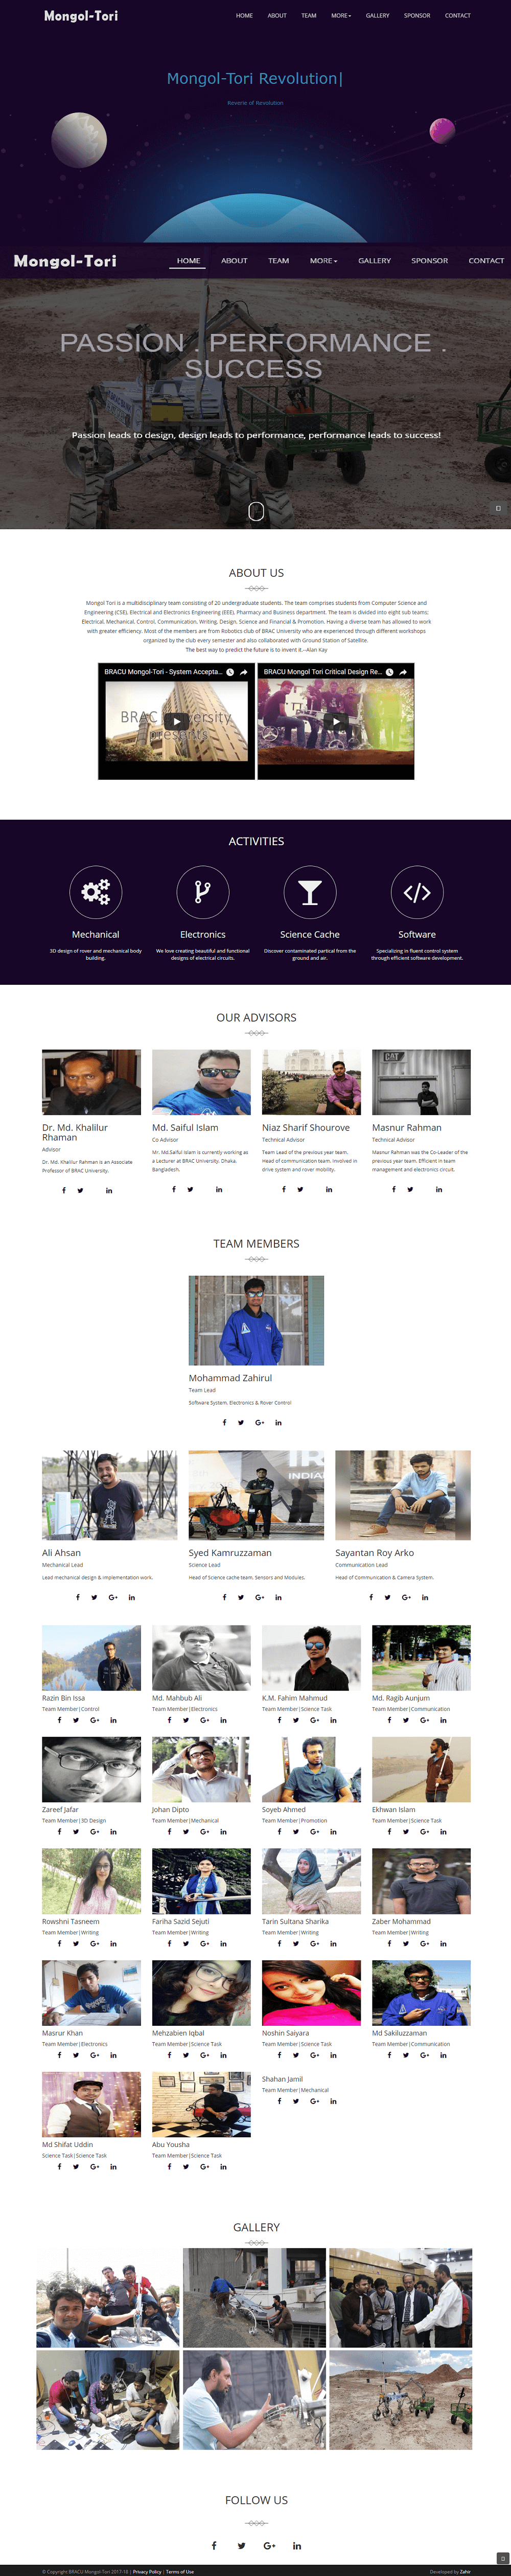 Mongol-Tori
HOME ABOUT TEAM MORE GALLERY SPONSOR CONTACT
Mongol-Tori Revolution|
Reverie of Revolution
Mongol-Tori
HOME ABOUT TEAM MORE GALLERY SPONSOR CONTACT
PASSION . PERFORMANCE .
SUCCESS
Passion leads to design, design leads to performance, performance leads to success!
ABOUT US
Mongol Tori is a multidisciplinary team consisting of 20 undergraduate students. The team comprises students from Computer Science and
Engineering (CSE), Electrical and Electronics Engineering (EEE), Pharmacy and Business department. The team is divided into eight sub teams;
Electrical, Mechanical, Control, Communication, Writing, Design, Science and Financial & Promotion. Having a diverse team has allowed to work
with greater efficiency. Most of the members are from Robotics club of BRAC University who are experienced through different workshops
organized by the club every semester and also collaborated with Ground Station of Satellite.
The best way to predict the future is to invent it.--Alan Kay
BRACU Mongol-Tori - System Accepta...
BRAC University
presents
BRACU Mongol Tori Critical Design Re...
ACTIVITIES
Mechanical
3D design of rover and mechanical body
building.
Electronics
We love creating beautiful and functional
designs of electrical circuits.
Science Cache
Discover contaminated partical from the
ground and air.
Software
Specializing in fluent control system
through efficient software development.
OUR ADVISORS
Dr. Md. Khalilur
Rhaman
Advisor
Dr. Md. Khalilur Rhaman is an Associate
Professor of BRAC University.
Md. Saiful Islam
Co Advisor
Mr. Md.Saiful Islam is currently working as
a Lecturer at BRAC University, Dhaka,
Bangladesh.
Niaz Sharif Shourove
Technical Advisor
Team Lead of the previous year team.
Head of communication team. Involved in
drive system and rover mobility.
CAT
Masnur Rahman
Technical Advisor
Masnur Rahman was the Co-Leader of the
previous year team. Efficient in team
management and electronics circuit.
TEAM MEMBERS
Mohammad Zahirul
Team Lead
Software System, Electronics & Rover Control
Ali Ahsan
Mechanical Lead
Lead mechanical design & implementation work.
INDIA
Syed Kamruzzaman
Science Lead
Head of Science cache team. Sensors and Modules.
Sayantan Roy Arko
Communication Lead
Head of Communication & Camera System.
Razin Bin Issa
Team Member|Control
Md. Mahbub Ali
Team Member|Electronics
K.M. Fahim Mahmud
Team Member|Science Task
Md. Ragib Aunjum
Team Member|Communication
Zareef Jafar
Team Member|3D Design
Johan Dipto
Team Member|Mechanical
Soyeb Ahmed
Team Member|Promotion
Ekhwan Islam
Team Member|Science Task
Rowshni Tasneem
Team Member|Writing
Fariha Sazid Sejuti
Team Member|Writing
Tarin Sultana Sharika
Team Member|Writing
Zaber Mohammad
Team Member|Writing
Masrur Khan
Team Member|Electronics
Mehzabien Iqbal
Team Member|Science Task
Noshin Saiyara
Team Member|Science Task
Md Sakiluzzaman
Team Member|Communication
Md Shifat Uddin
Science Task|Science Task
Abu Yousha
Team Member|Science Task
Shahan Jamil
Team Member|Mechanical
GALLERY
FOLLOW US
© Copyright BRACU Mongol-Tori 2017-18 | Privacy Policy | Terms of Use
Developed by Zahir